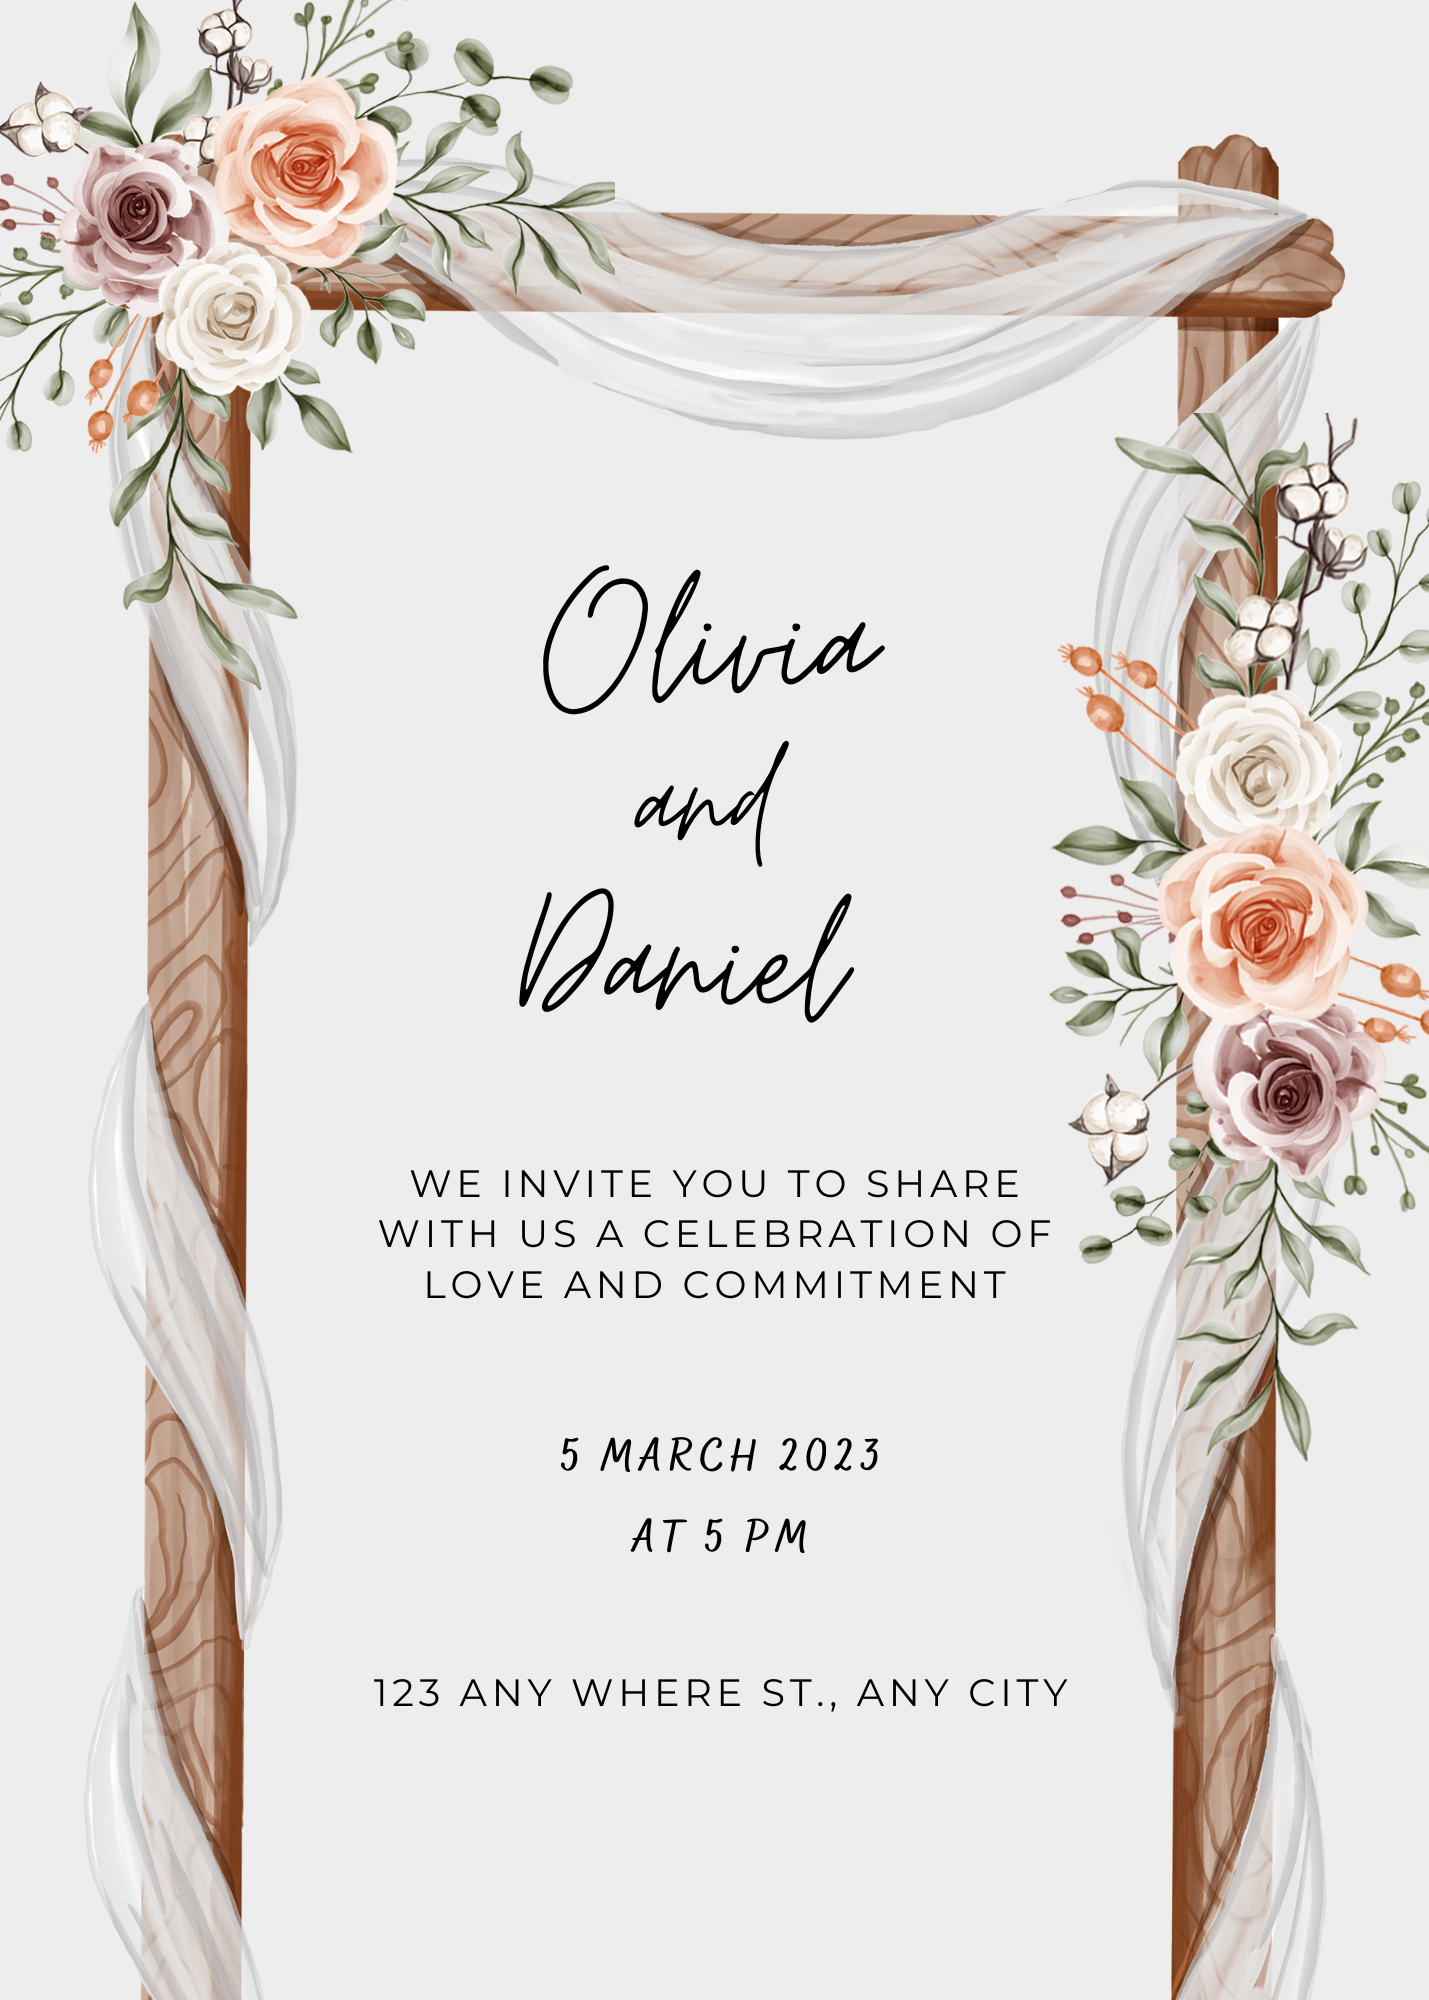 Olivia
and
Daniel
WE INVITE YOU TO SHARE
WITH US A CELEBRATION OF
LOVE AND COMMITMENT
5 MARCH 2023
AT 5 PM
123 ANY WHERE ST., ANY CITY